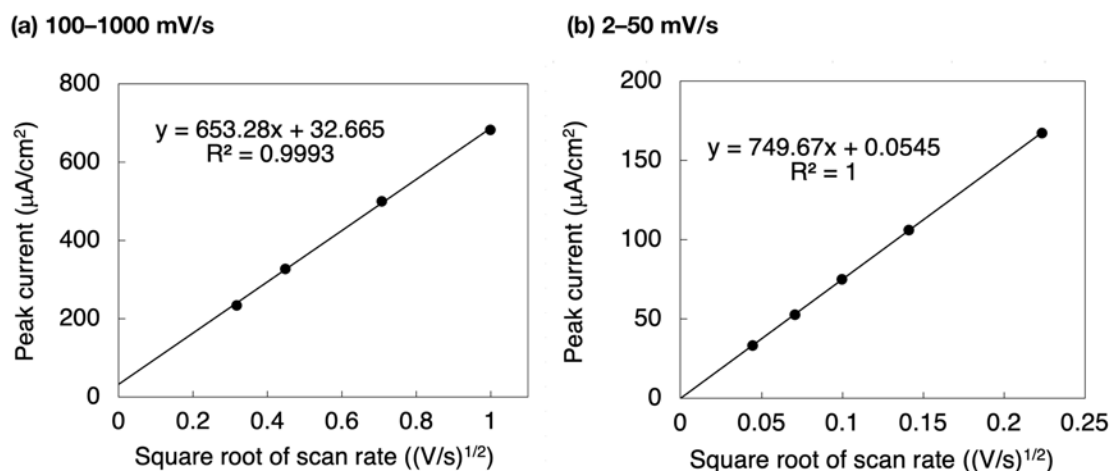 (a) 100–1000 mV/s
800
600
400
200
0
0
0.2
0.4
0.6
0.8
1
y = 653.28x + 32.665
R² = 0.9993
Peak current (μA/cm²)
Square root of scan rate ((V/s)^1/2)
(b) 2–50 mV/s
200
150
100
50
0
0
0.05
0.1
0.15
0.2
0.25
y = 749.67x + 0.0545
R² = 1
Peak current (μA/cm²)
Square root of scan rate ((V/s)^1/2)